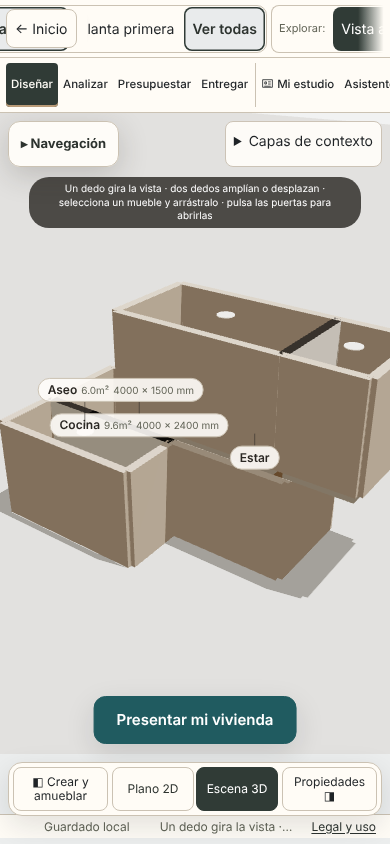 ← Inicio
lanta primera
Ver todas
Explorar:
Vista
Diseñar
Analizar
Presupuestar
Entregar
Mi estudio
Asistente
▸ Navegación
▶ Capas de contexto
Un dedo gira la vista · dos dedos amplían o desplazan ·
selecciona un mueble y arrástralo · pulsa las puertas para
abrirlas
Aseo 6.0m² 4000 × 1500 mm
Cocina 9.6m² 4000 × 2400 mm
Estar
Presentar mi vivienda
◧ Crear y
amueblar
Plano 2D
Escena 3D
Propiedades
◨
Guardado local
Un dedo gira la vista ·...
Legal y uso